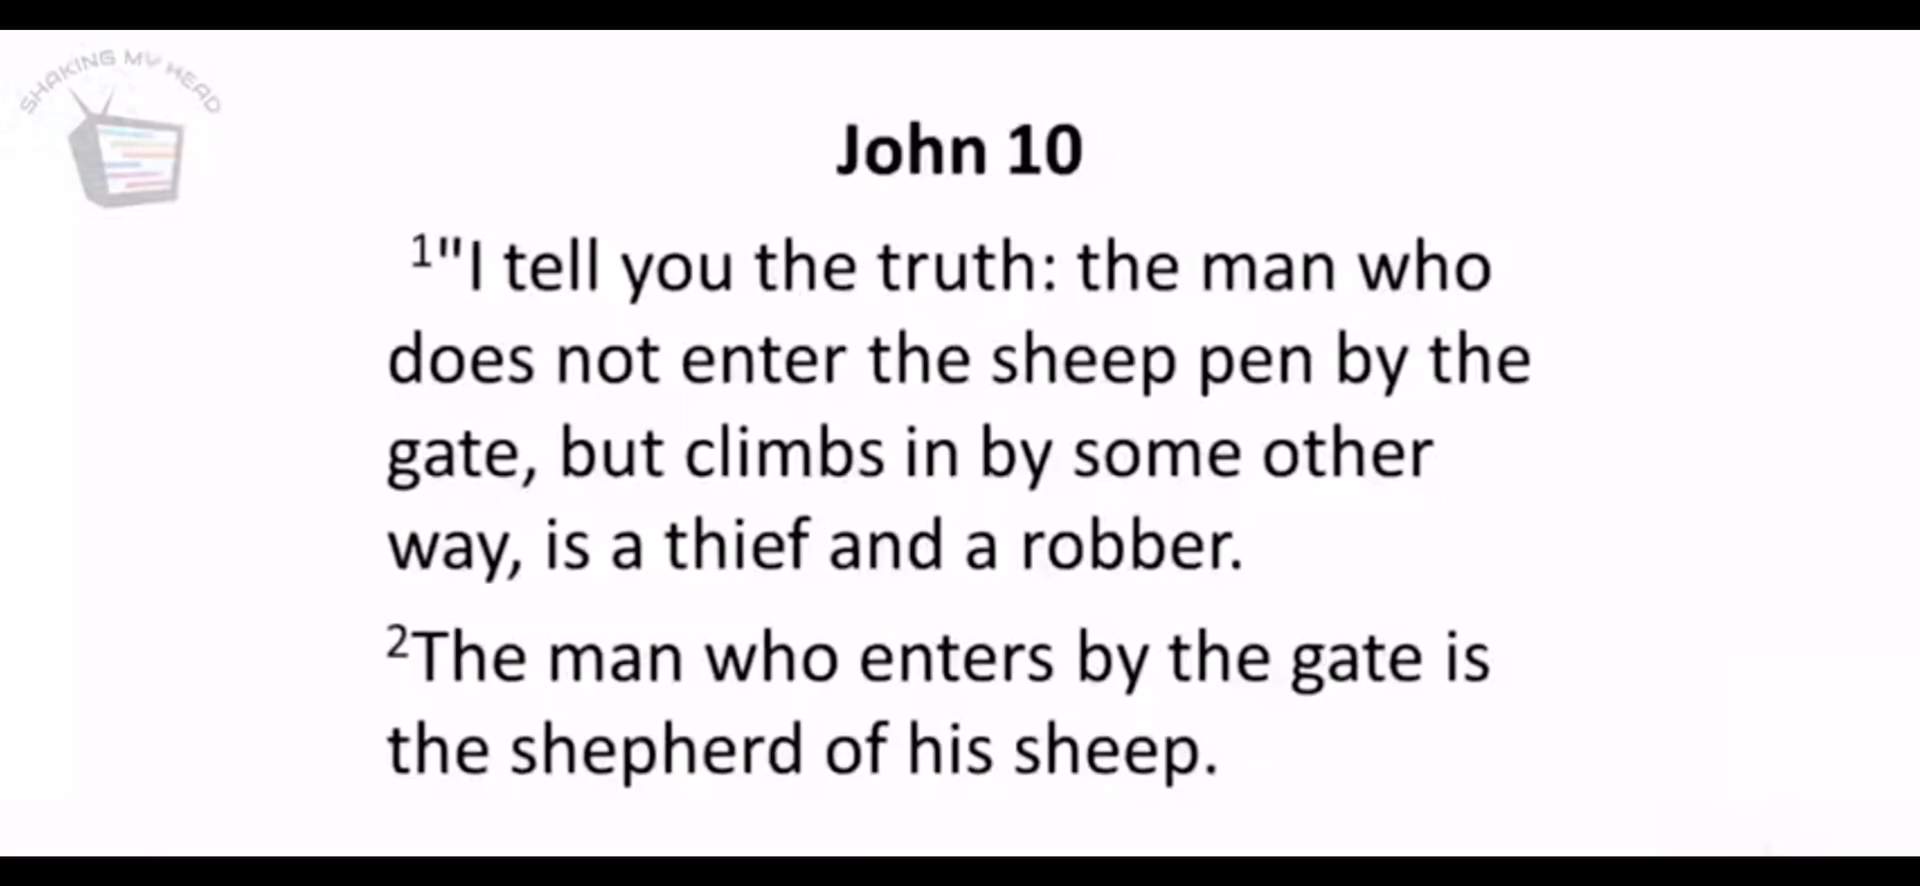 SHAKING MY HEAD
John 10
¹"I tell you the truth: the man who
does not enter the sheep pen by the
gate, but climbs in by some other
way, is a thief and a robber.
²The man who enters by the gate is
the shepherd of his sheep.